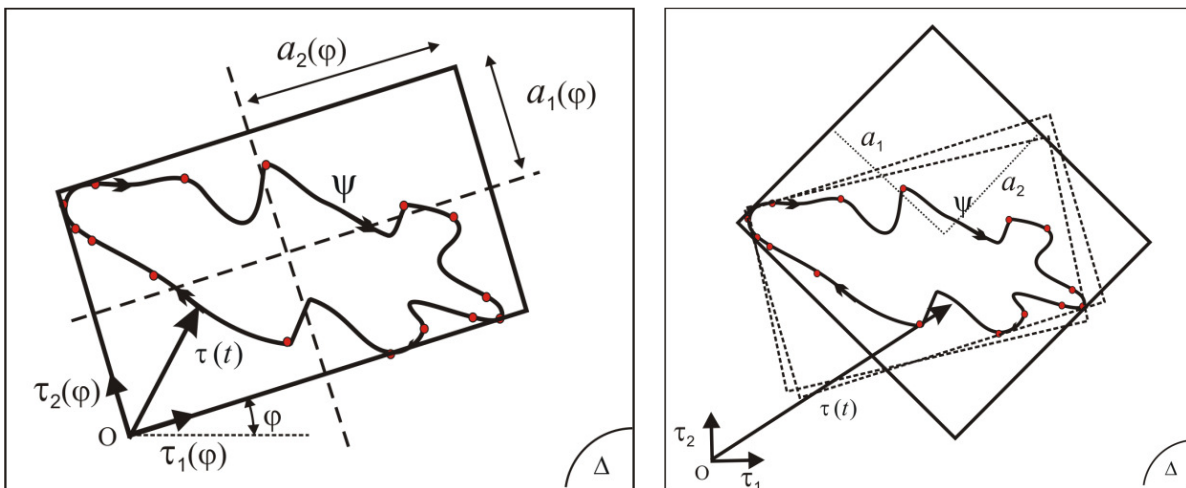 a₂(φ)
a₁(φ)
ψ
τ(t)
τ₂(φ)
O
φ
τ₁(φ)
Δ
a₁
a₂
ψ
τ(t)
τ₂
O
τ₁
Δ